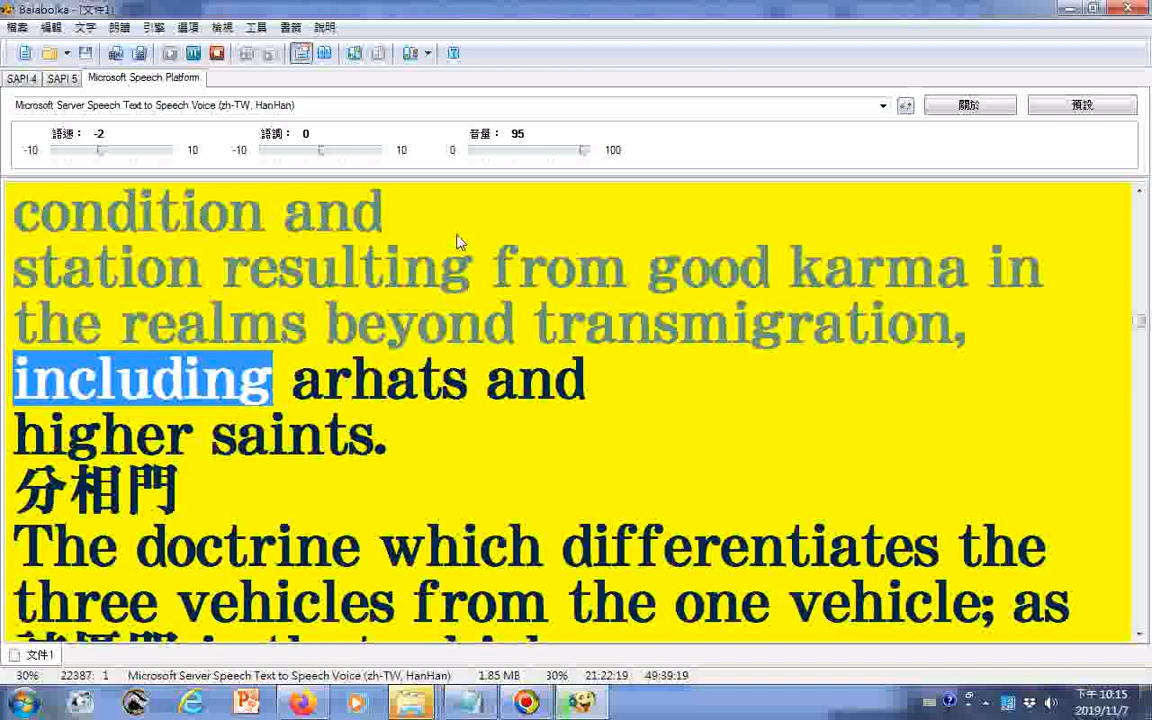 Balabolka - [文件1]
檔案 編輯 文字 朗讀 引擎 選項 檢視 工具 書籤 說明
SAPI 4 SAPI 5 Microsoft Speech Platform
Microsoft Server Speech Text to Speech Voice (zh-TW, HanHan)
關於 預設
語速： -2 語調： 0 音量： 95
-10 10 -10 10 0 100
condition and
station resulting from good karma in
the realms beyond transmigration,
including arhats and
higher saints.
分相門
The doctrine which differentiates the
three vehicles from the one vehicle; as
文件1
30% 22387: 1 Microsoft Server Speech Text to Speech Voice (zh-TW, HanHan) 1.85 MB 30% 21:22:19 49:39:19
下午 10:15
2019/11/7